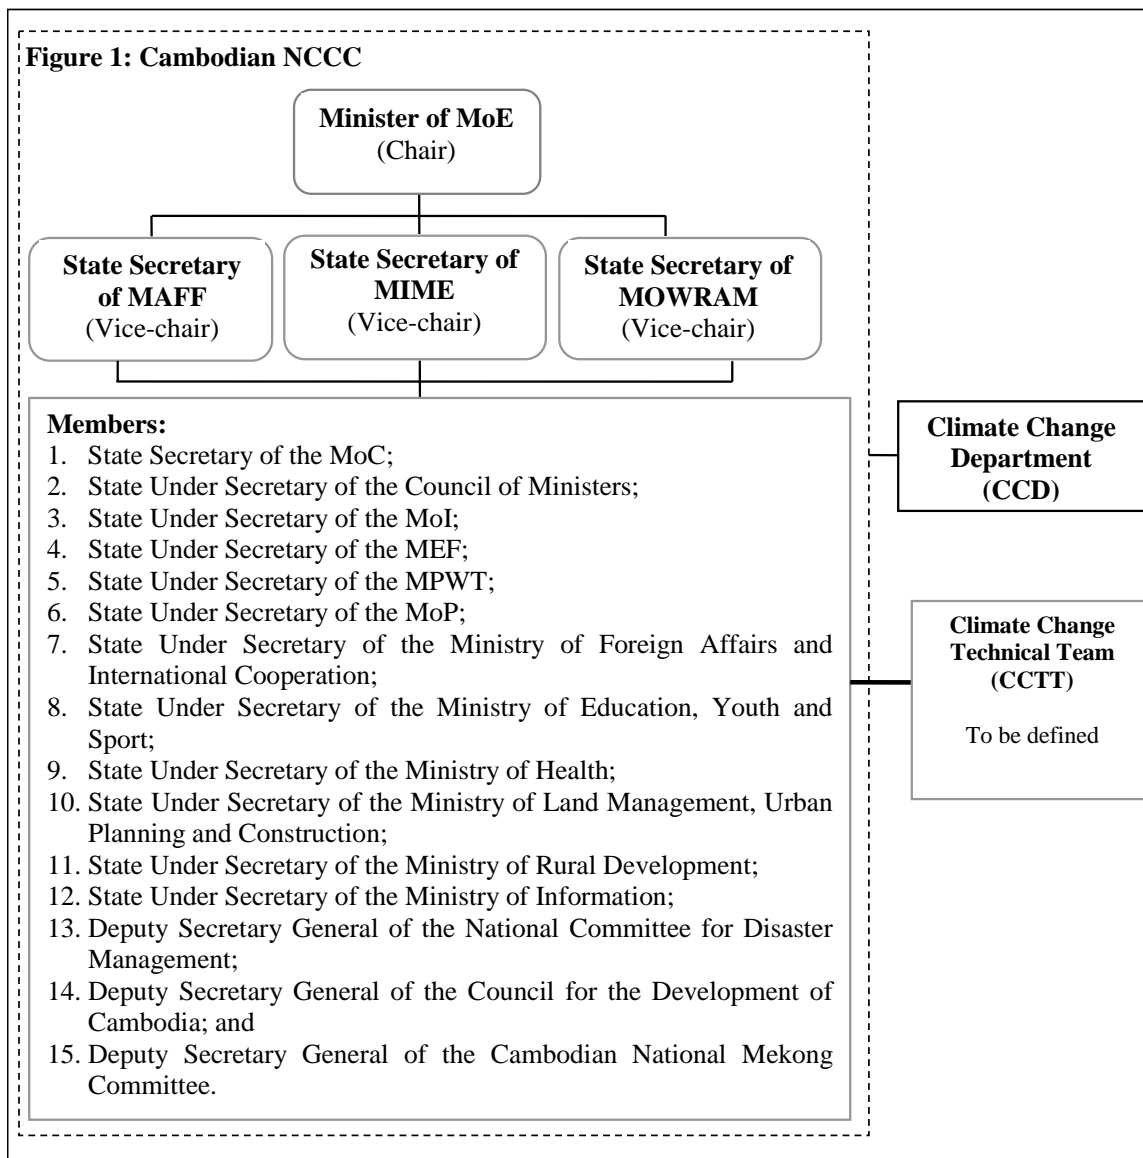 Figure 1: Cambodian NCCC
Minister of MoE
(Chair)
State Secretary
of MAFF
(Vice-chair)
State Secretary of
MIME
(Vice-chair)
State Secretary of
MOWRAM
(Vice-chair)
Members:
1. State Secretary of the MoC;
2. State Under Secretary of the Council of Ministers;
3. State Under Secretary of the MoI;
4. State Under Secretary of the MEF;
5. State Under Secretary of the MPWT;
6. State Under Secretary of the MoP;
7. State Under Secretary of the Ministry of Foreign Affairs and
International Cooperation;
8. State Under Secretary of the Ministry of Education, Youth and
Sport;
9. State Under Secretary of the Ministry of Health;
10. State Under Secretary of the Ministry of Land Management, Urban
Planning and Construction;
11. State Under Secretary of the Ministry of Rural Development;
12. State Under Secretary of the Ministry of Information;
13. Deputy Secretary General of the National Committee for Disaster
Management;
14. Deputy Secretary General of the Council for the Development of
Cambodia; and
15. Deputy Secretary General of the Cambodian National Mekong
Committee.
Climate Change
Department
(CCD)
Climate Change
Technical Team
(CCTT)
To be defined